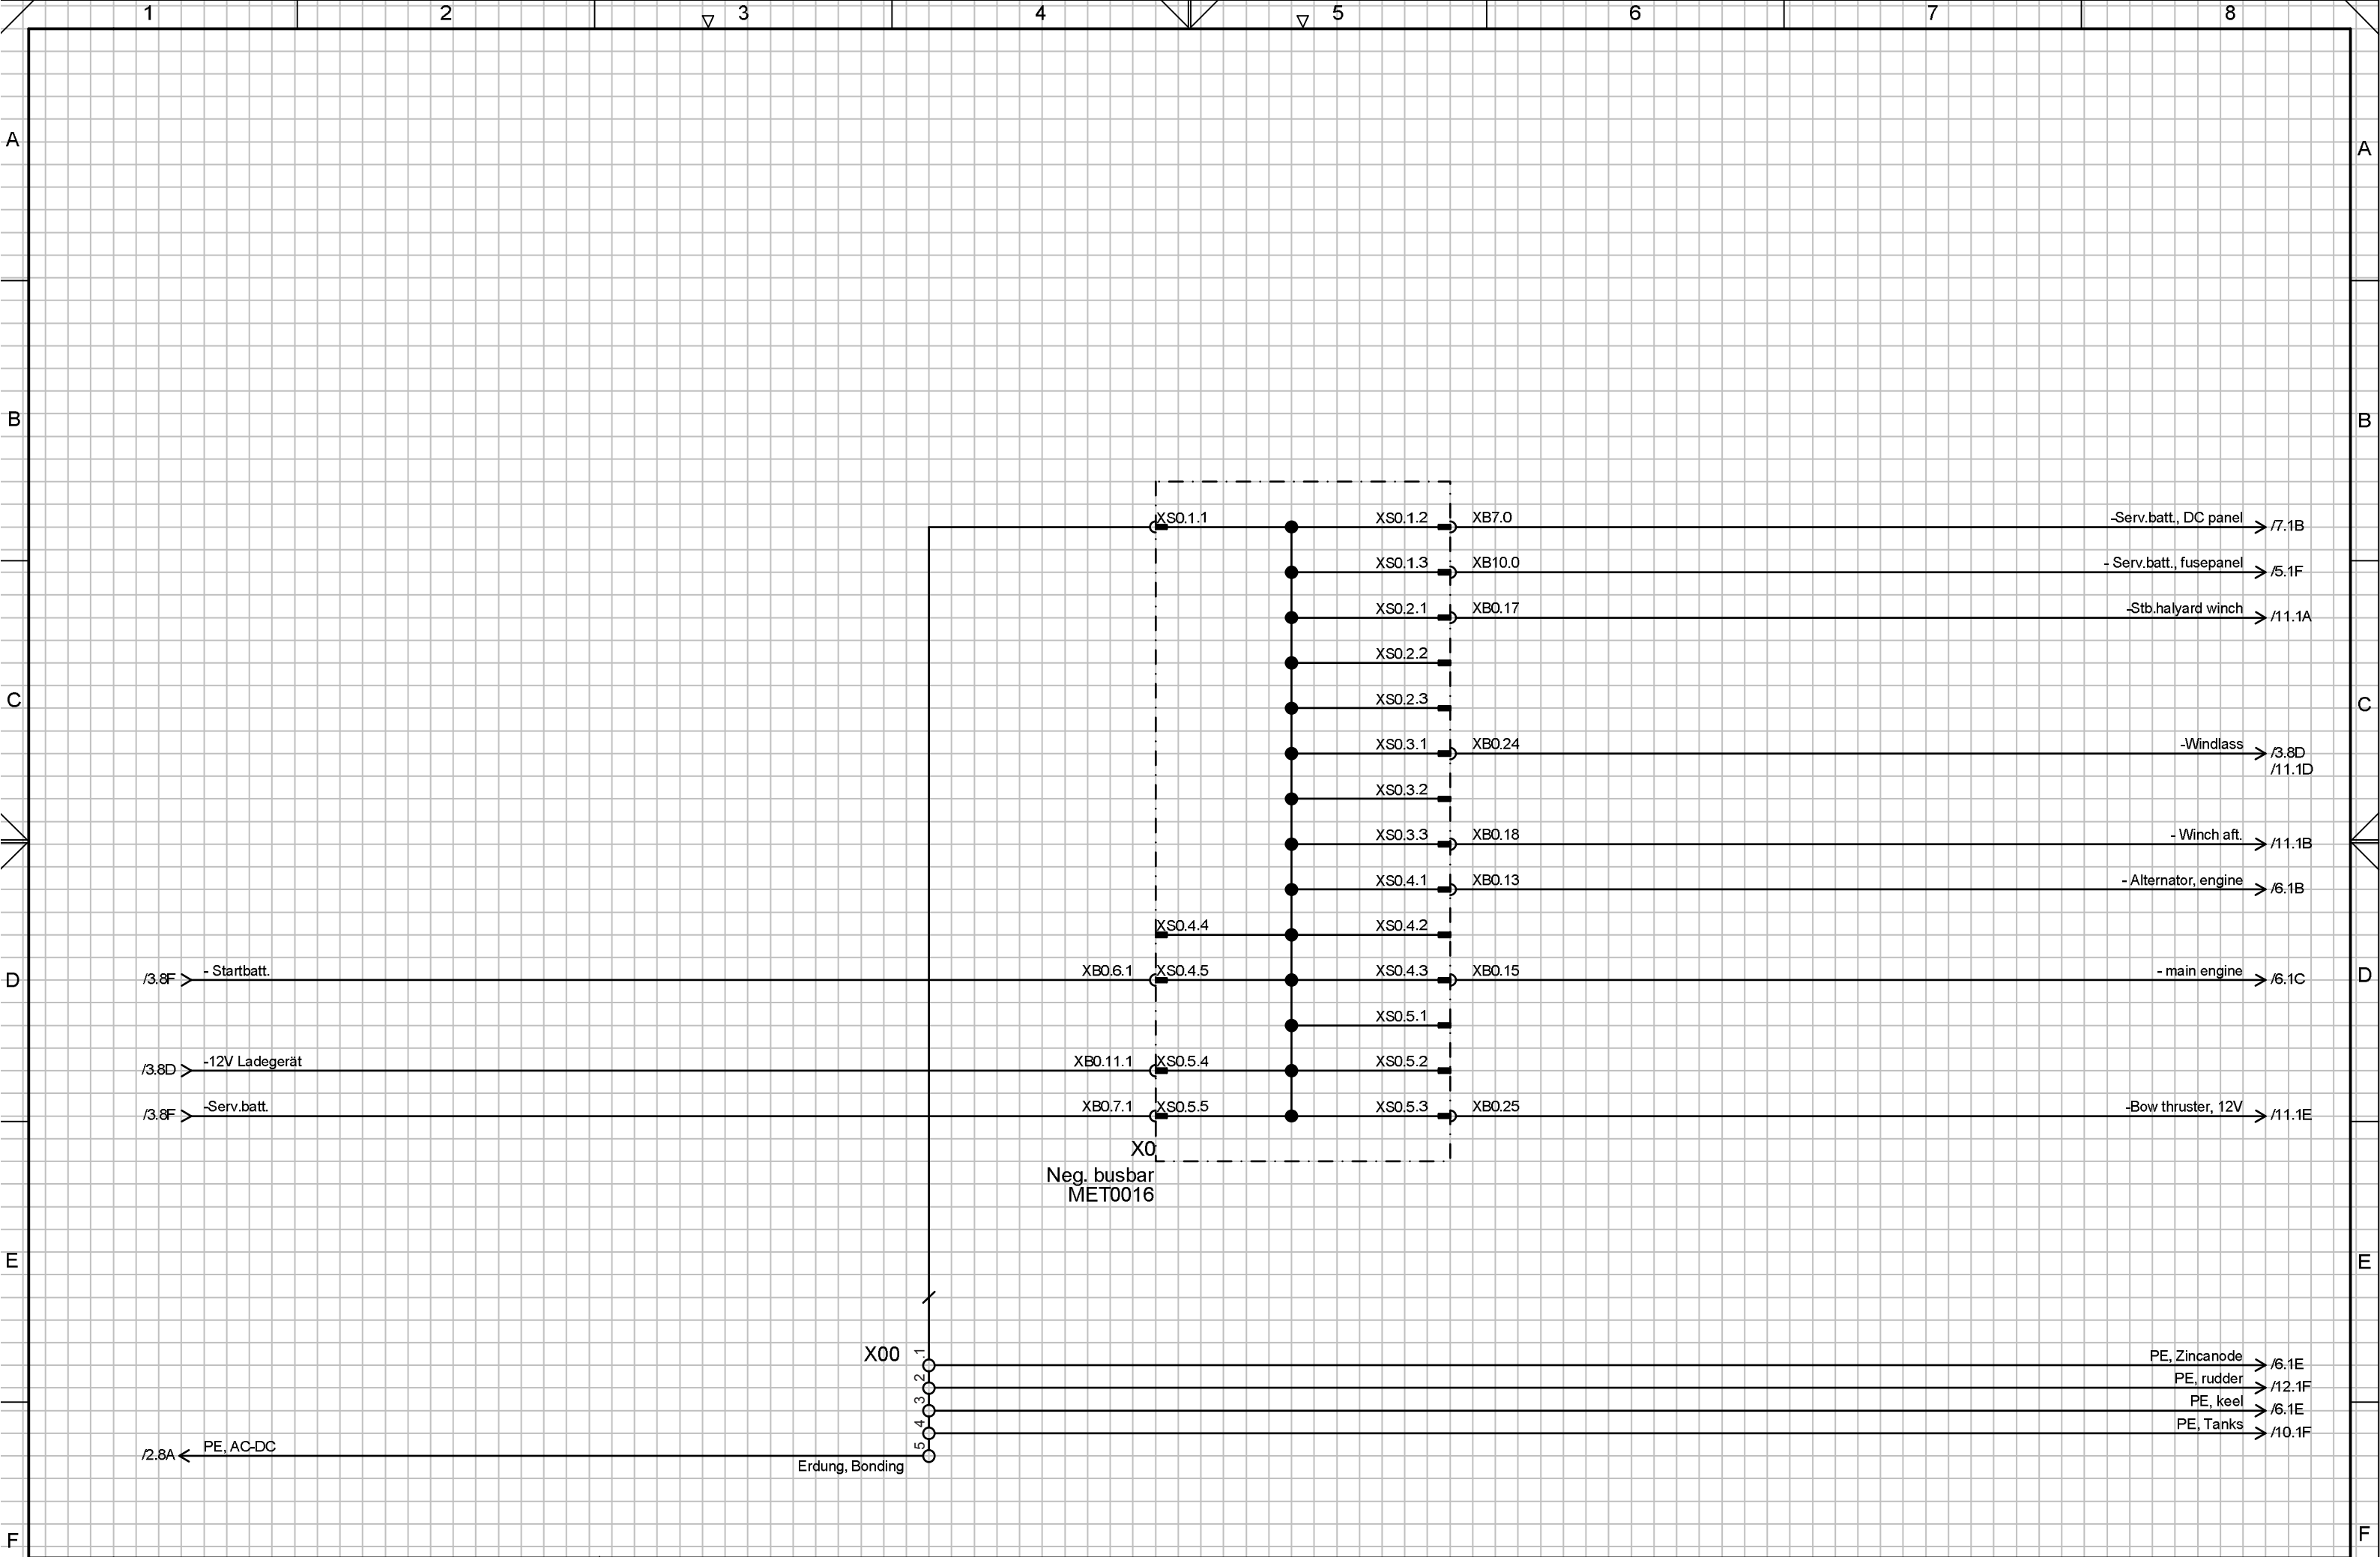 1 2 3 4 5 6 7 8
A A
B B
XS0.1.1 XS0.1.2 XB7.0 -Serv.batt., DC panel /7.1B
XS0.1.3 XB10.0 - Serv.batt., fusepanel /5.1F
XS0.2.1 XB0.17 -Stb.halyard winch /11.1A
XS0.2.2
XS0.2.3
C C
XS0.3.1 XB0.24 -Windlass /3.8D
/11.1D
XS0.3.2
XS0.3.3 XB0.18 - Winch aft. /11.1B
XS0.4.1 XB0.13 - Alternator, engine /6.1B
XS0.4.4 XS0.4.2
D /3.8F - Startbatt. XB0.6.1 XS0.4.5 XS0.4.3 XB0.15 - main engine /6.1C D
XS0.5.1
/3.8D -12V Ladegerät XB0.11.1 XS0.5.4 XS0.5.2
/3.8F -Serv.batt. XB0.7.1 XS0.5.5 XS0.5.3 XB0.25 -Bow thruster, 12V /11.1E
X0
Neg. busbar
MET0016
E E
X00 .1 PE, Zincanode /6.1E
2 PE, rudder /12.1F
3 PE, keel /6.1E
4 PE, Tanks /10.1F
/2.8A PE, AC-DC 5
Erdung, Bonding
F F